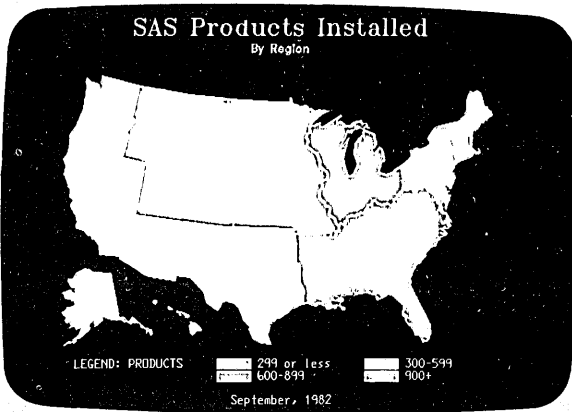 SAS Products Installed
By Region
LEGEND: PRODUCTS 299 or less 300-599
600-899 900+
September, 1982